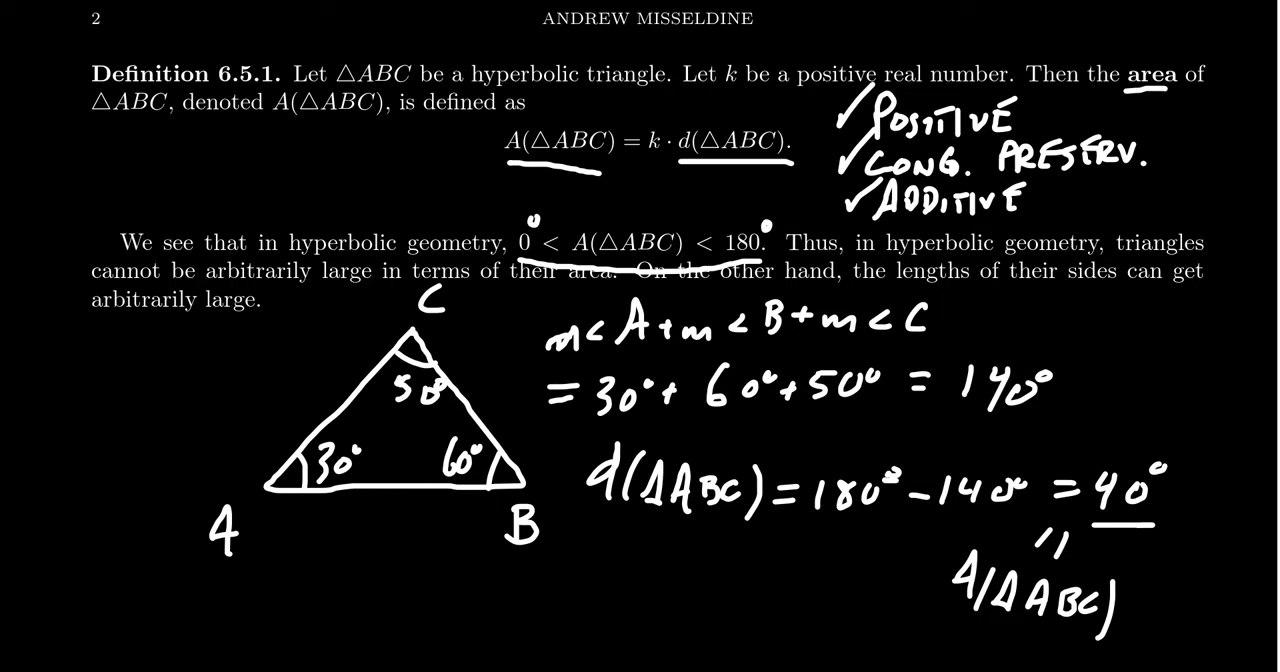 2 ANDREW MISSELDINE
Definition 6.5.1. Let △ABC be a hyperbolic triangle. Let k be a positive real number. Then the area of
△ABC, denoted A(△ABC), is defined as
A(△ABC) = k · d(△ABC).
✓ POSITIVE
✓ CONG. PRESERV.
✓ ADDITIVE
We see that in hyperbolic geometry, 0° < A(△ABC) < 180°. Thus, in hyperbolic geometry, triangles
cannot be arbitrarily large in terms of their area. On the other hand, the lengths of their sides can get
arbitrarily large.
C
50°
30° 60°
A B
m<A + m<B + m<C
= 30° + 60° + 50° = 140°
d(△ABC) = 180° - 140° = 40°
//
A(△ABC)